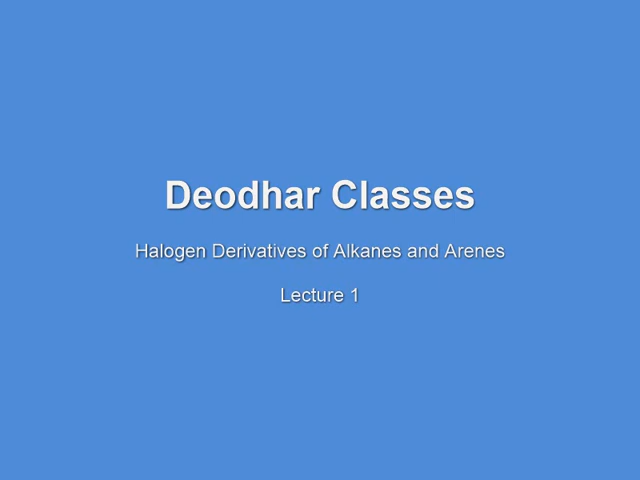 Deodhar Classes
Halogen Derivatives of Alkanes and Arenes
Lecture 1